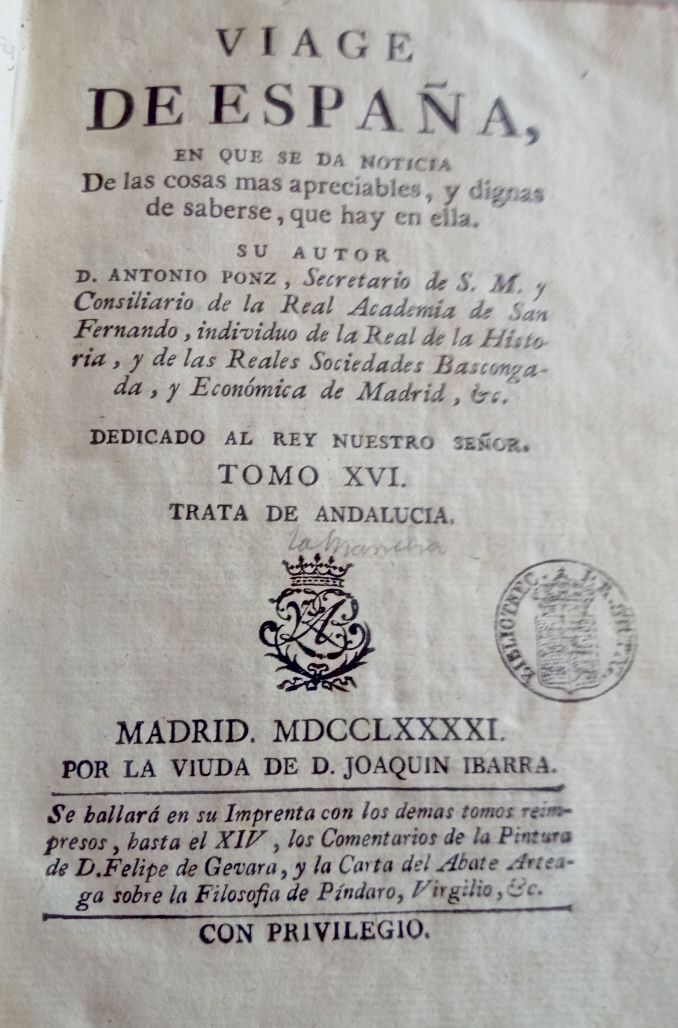 VIAGE
DE ESPAÑA,
EN QUE SE DA NOTICIA
De las cosas mas apreciables, y dignas
de saberse, que hay en ella.
SU AUTOR
D. ANTONIO PONZ, Secretario de S. M. y
Consiliario de la Real Academia de San
Fernando, individuo de la Real de la Histo-
ria, y de las Reales Sociedades Bascongá-
da, y Económica de Madrid, &c.
DEDICADO AL REY NUESTRO SEÑOR.
TOMO XVI.
TRATA DE ANDALUCIA.
MADRID. MDCCLXXXXI.
POR LA VIUDA DE D. JOAQUIN IBARRA.
Se hallará en su Imprenta con los demas tomos reim-
presos, hasta el XIV, los Comentarios de la Pintura
de D. Felipe de Gevara, y la Carta del Abate Artea-
ga sobre la Filosofia de Píndaro, Virgilio, &c.
CON PRIVILEGIO.